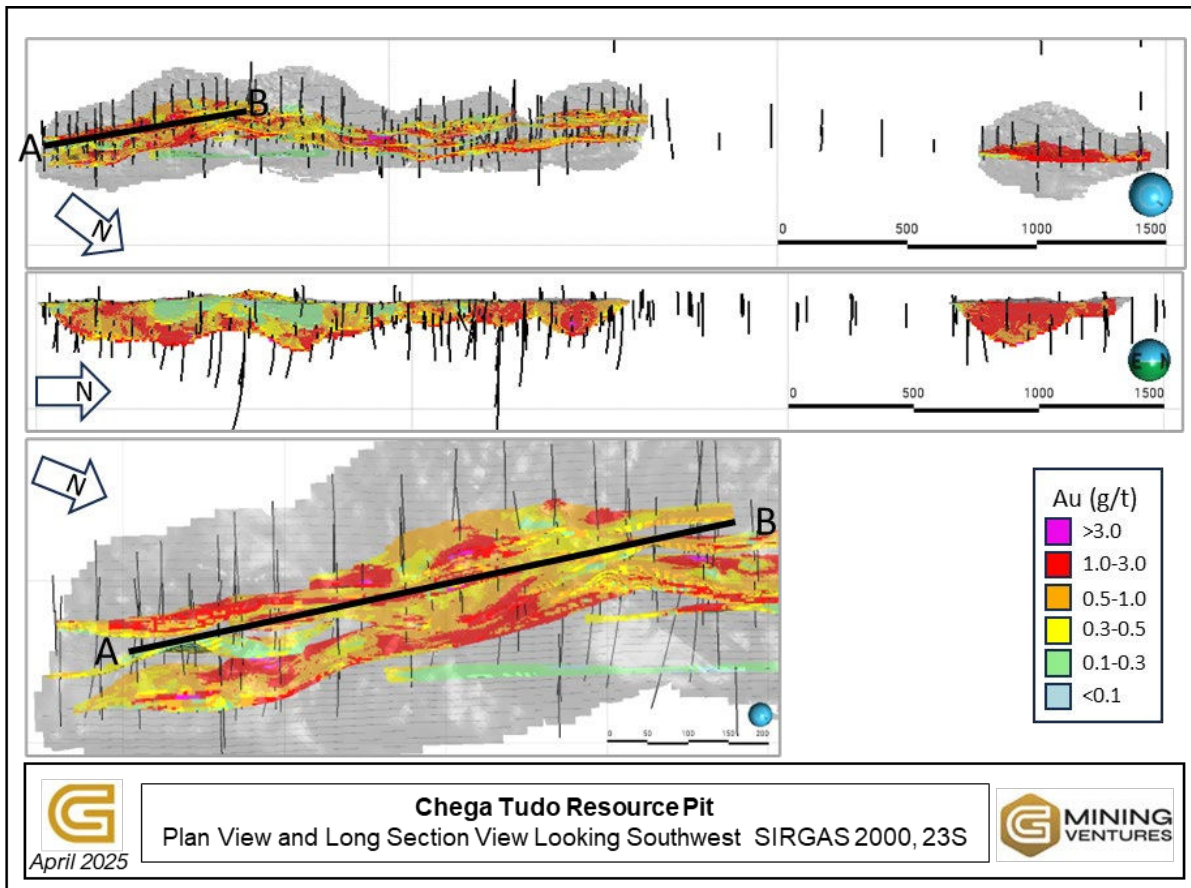 A
B
N
0 500 1000 1500
N
E N
0 500 1000 1500
N
A
B
0 50 100 150 200
Au (g/t)
>3.0
1.0-3.0
0.5-1.0
0.3-0.5
0.1-0.3
<0.1
G
April 2025
Chega Tudo Resource Pit
Plan View and Long Section View Looking Southwest SIRGAS 2000, 23S
G MINING
VENTURES